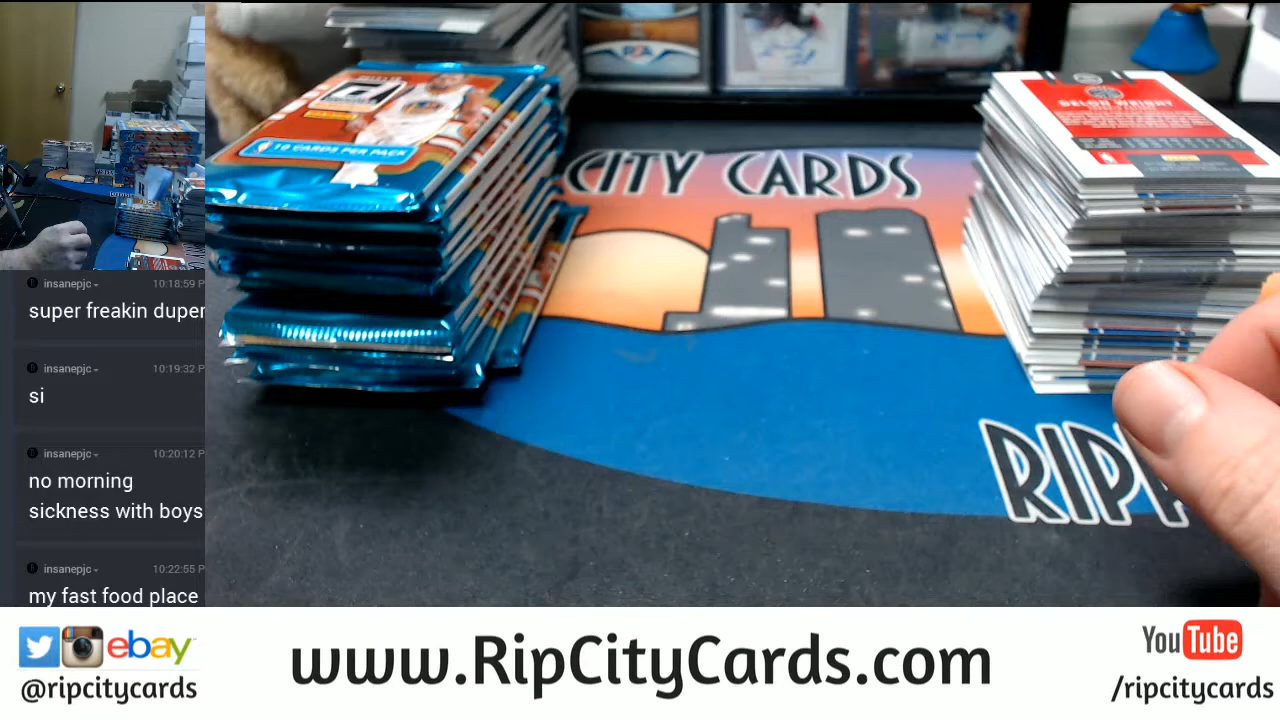 10 CARDS PER PACK
PSA
CITY CARDS
RIPP
DELON WRIGHT
insanepjc
10:18:59 P
super freakin duper
insanepjc
10:19:32 P
si
insanepjc
10:20:12 P
no morning
sickness with boys
insanepjc
10:22:55 P
my fast food place
ebay
@ripcitycards
www.RipCityCards.com
YouTube
/ripcitycards